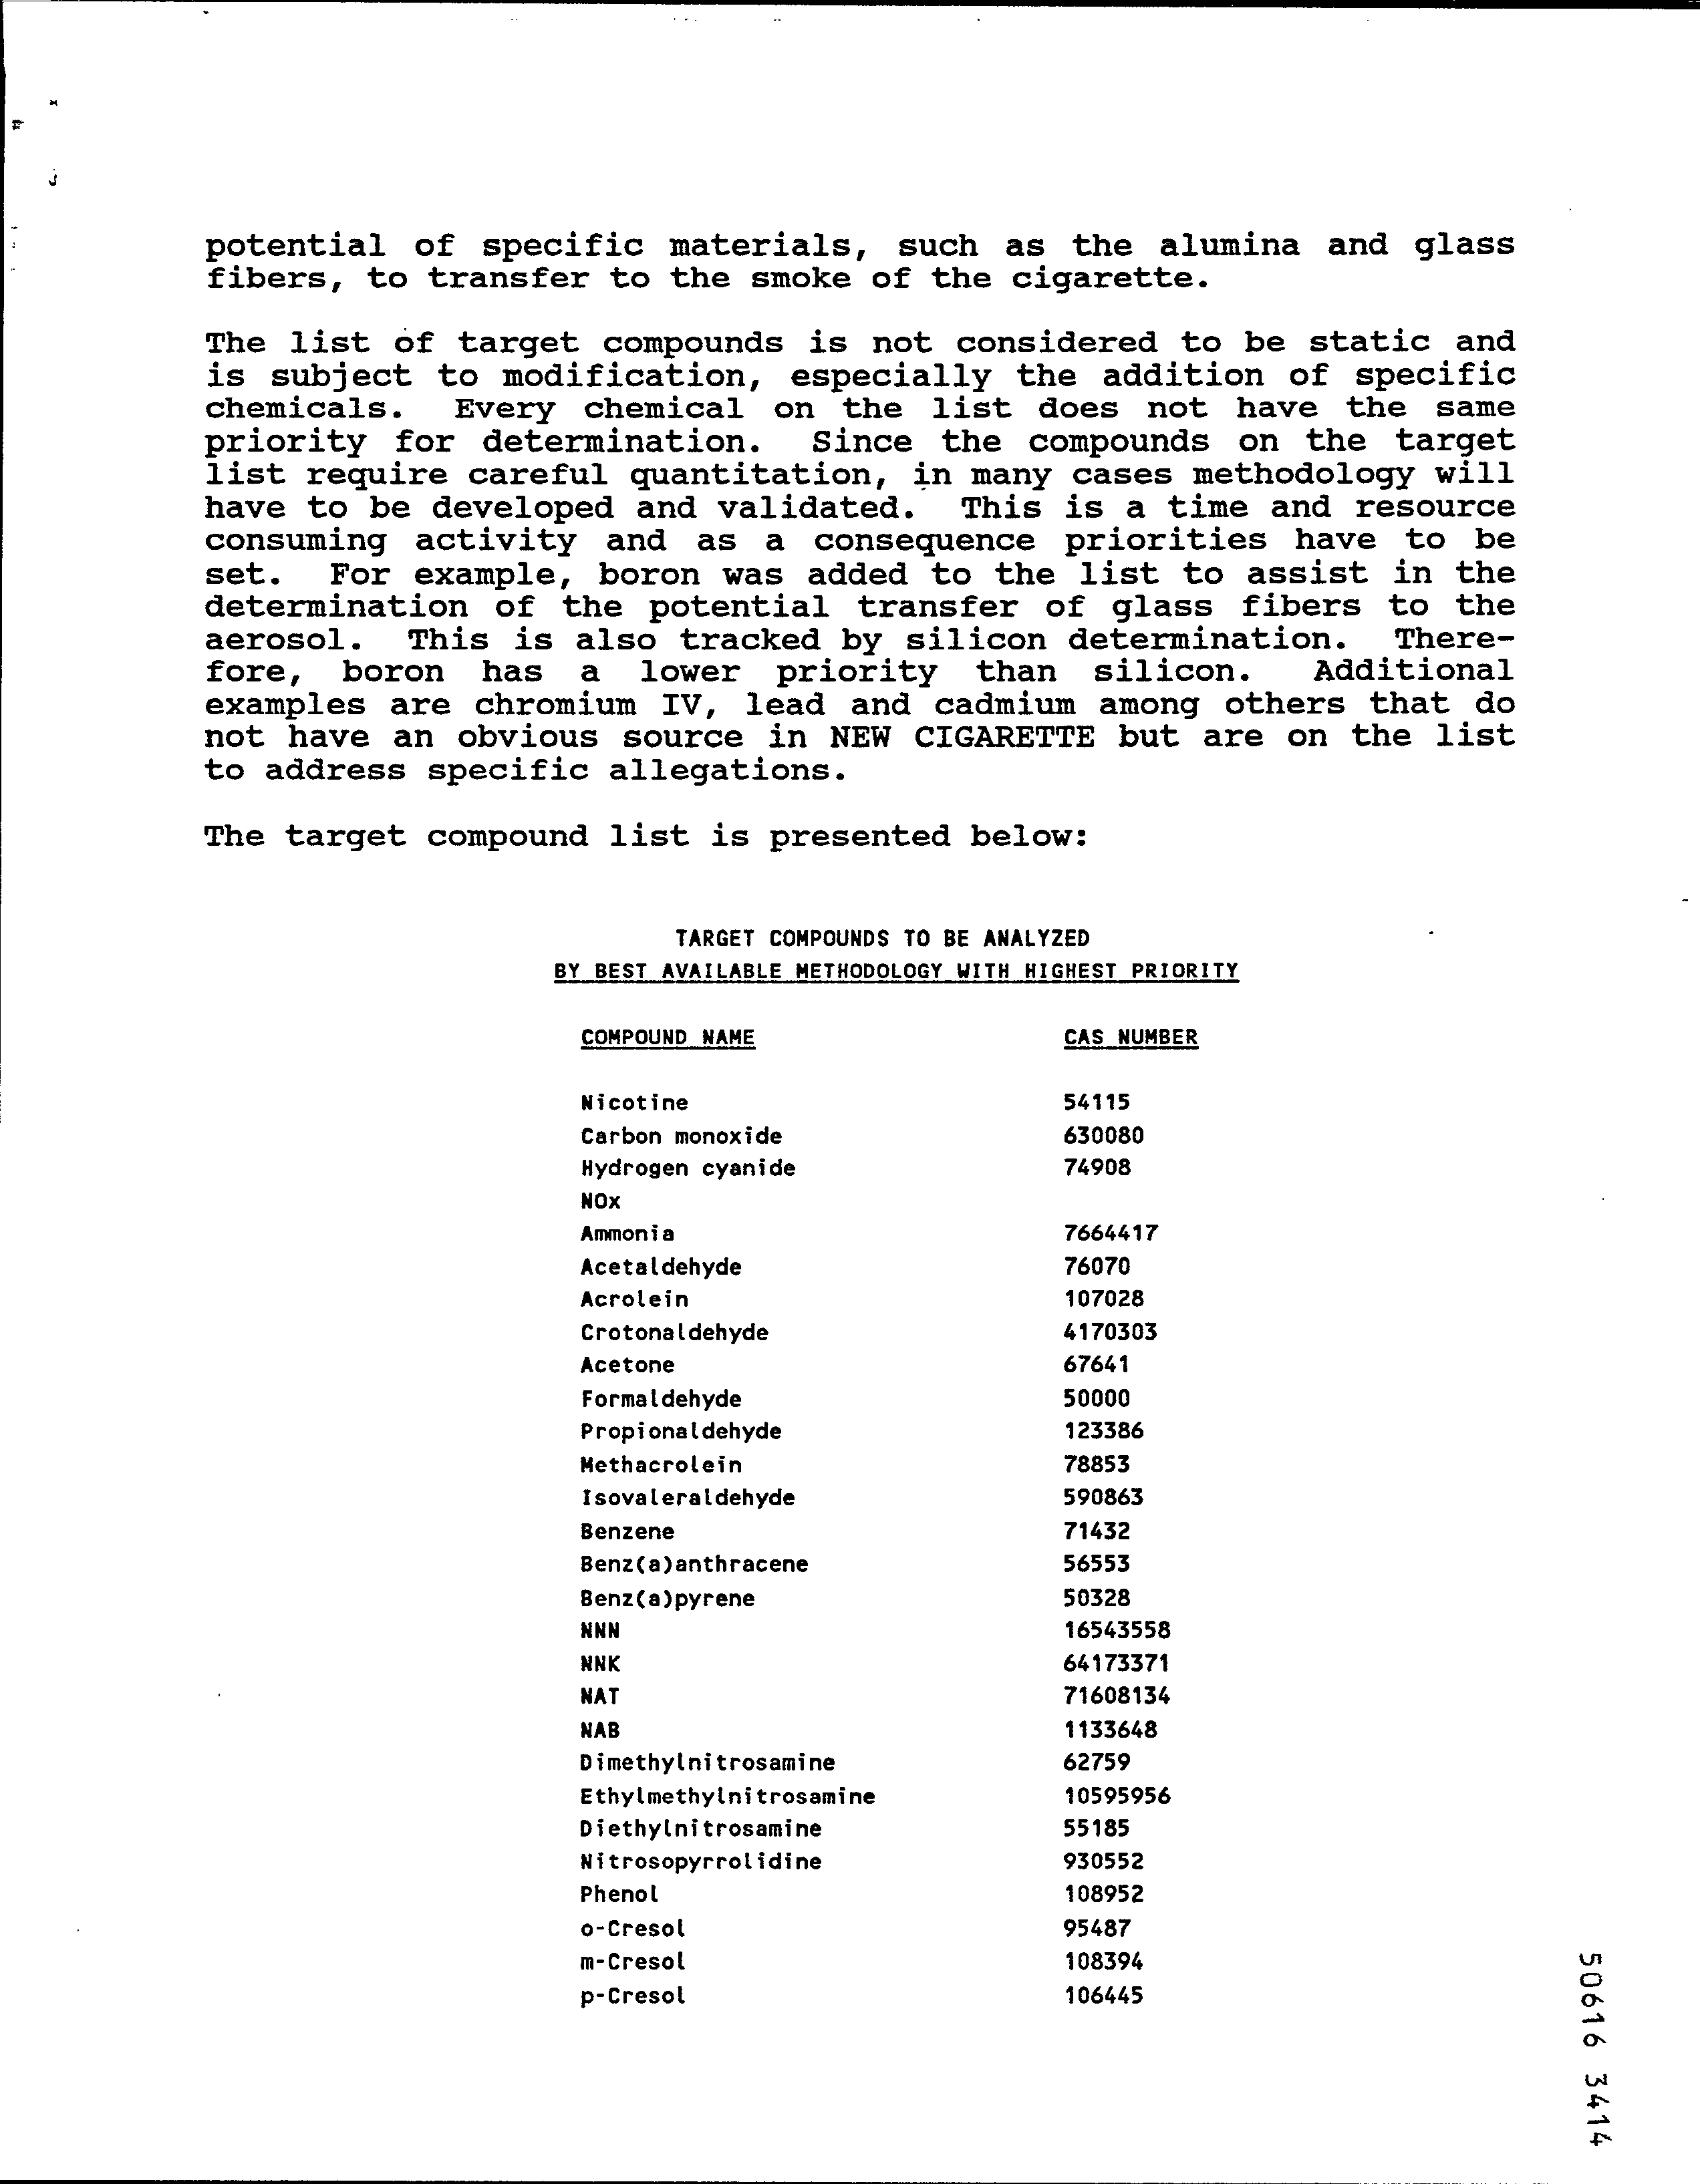 potential of specific materials, such as the alumina and glass
fibers, to transfer to the smoke of the cigarette.
The list of target compounds is not considered to be static and
is subject to modification, especially the addition of specific
chemicals. Every chemical on the list does not have the same
priority for determination. Since the compounds on the target
list require careful quantitation, in many cases methodology will
have to be developed and validated. This is a time and resource
consuming activity and as a consequence priorities have to be
set. For example, boron was added to the list to assist in the
determination of the potential transfer of glass fibers to the
aerosol. This is also tracked by silicon determination. There-
fore, boron has a lower priority than silicon. Additional
examples are chromium IV, lead and cadmium among others that do
not have an obvious source in NEW CIGARETTE but are on the list
to address specific allegations.
The target compound list is presented below:
TARGET COMPOUNDS TO BE ANALYZED
BY BEST AVAILABLE METHODOLOGY WITH HIGHEST PRIORITY
COMPOUND NAME CAS NUMBER
Nicotine 54115
Carbon monoxide 630080
Hydrogen cyanide 74908
NOx
Ammonia 7664417
Acetaldehyde 76070
Acrolein 107028
Crotonaldehyde 4170303
Acetone 67641
Formaldehyde 50000
Propionaldehyde 123386
Methacrolein 78853
Isovaleraldehyde 590863
Benzene 71432
Benz(a)anthracene 56553
Benz(a)pyrene 50328
NNN 16543558
NNK 64173371
NAT 71608134
NAB 1133648
Dimethylnitrosamine 62759
Ethylmethylnitrosamine 10595956
Diethylnitrosamine 55185
Nitrosopyrrolidine 930552
Phenol 108952
o-Cresol 95487
m-Cresol 108394
p-Cresol 106445
50616 3414